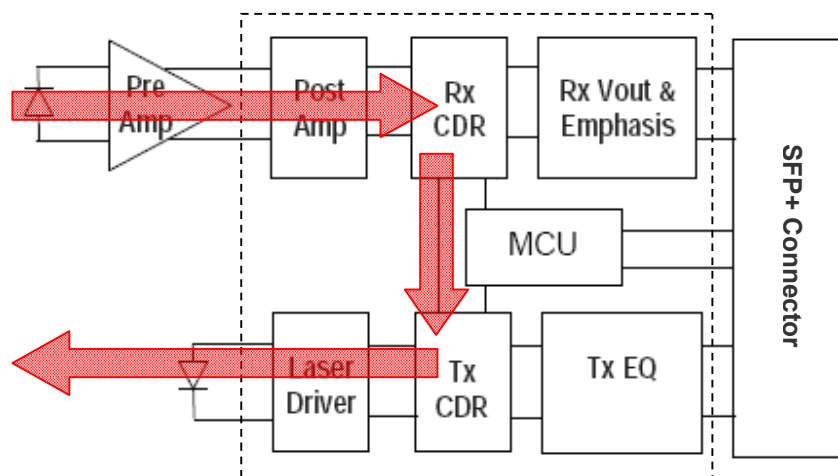 Pre
Amp
Post
Amp
Rx
CDR
Rx Vout &
Emphasis
SFP+ Connector
MCU
Laser
Driver
Tx
CDR
Tx EQ